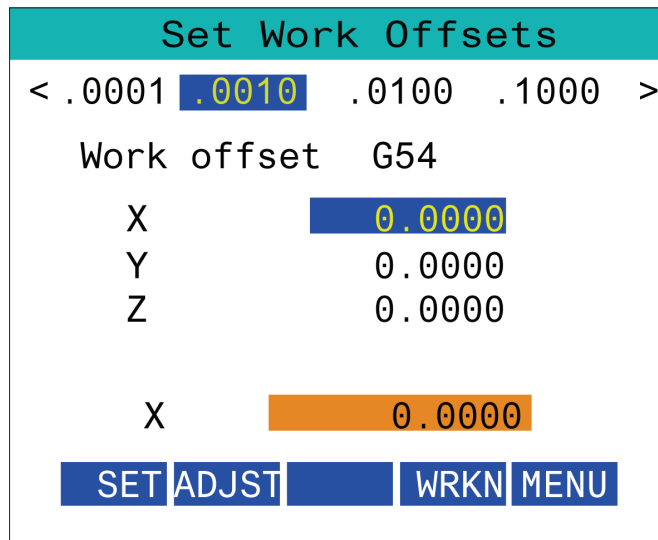 Set Work Offsets
< .0001 .0010 .0100 .1000 >
Work offset G54
X 0.0000
Y 0.0000
Z 0.0000
X 0.0000
SET ADJST WRKN MENU